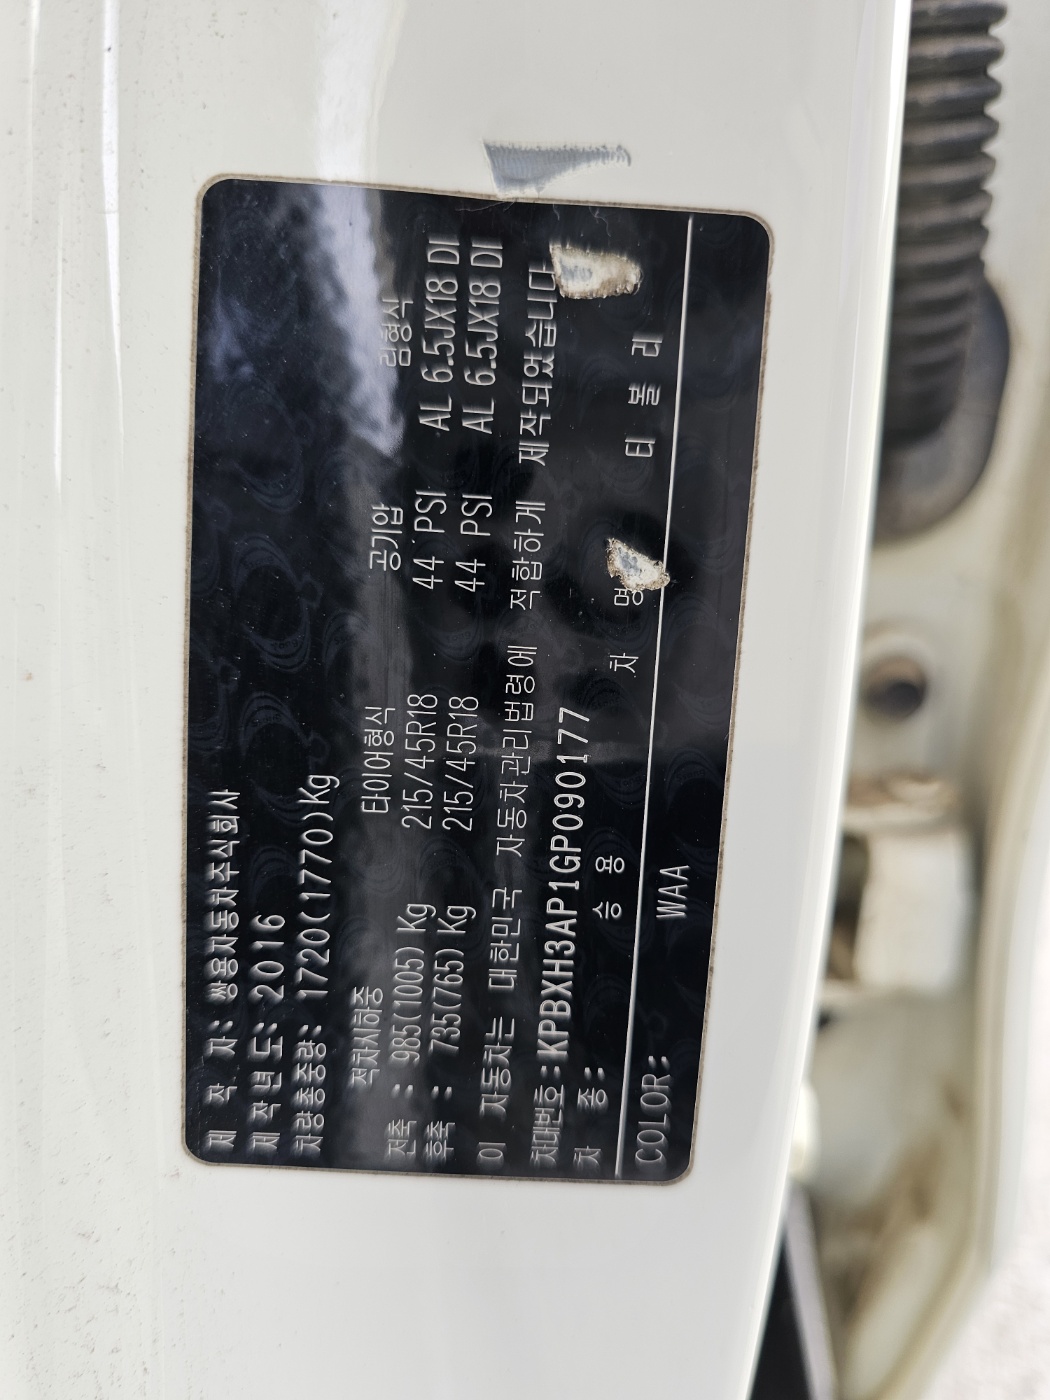 제 작 자: 쌍용자동차주식회사
제 작 년 도: 2016
차량총중량: 1720(1770)Kg
적차시하중 타이어형식 공기압 림형식
전축 : 985(1005) Kg 215/45R18 44 PSI AL 6.5JX18 DI
후축 : 735(765) Kg 215/45R18 44 PSI AL 6.5JX18 DI
이 자동차는 대한민국 자동차관리법령에 적합하게 제작되었습니다
차대번호: KPBXH3AP1GP090177
차 종: 승 용 차 명 티 볼 리
COLOR: WAA